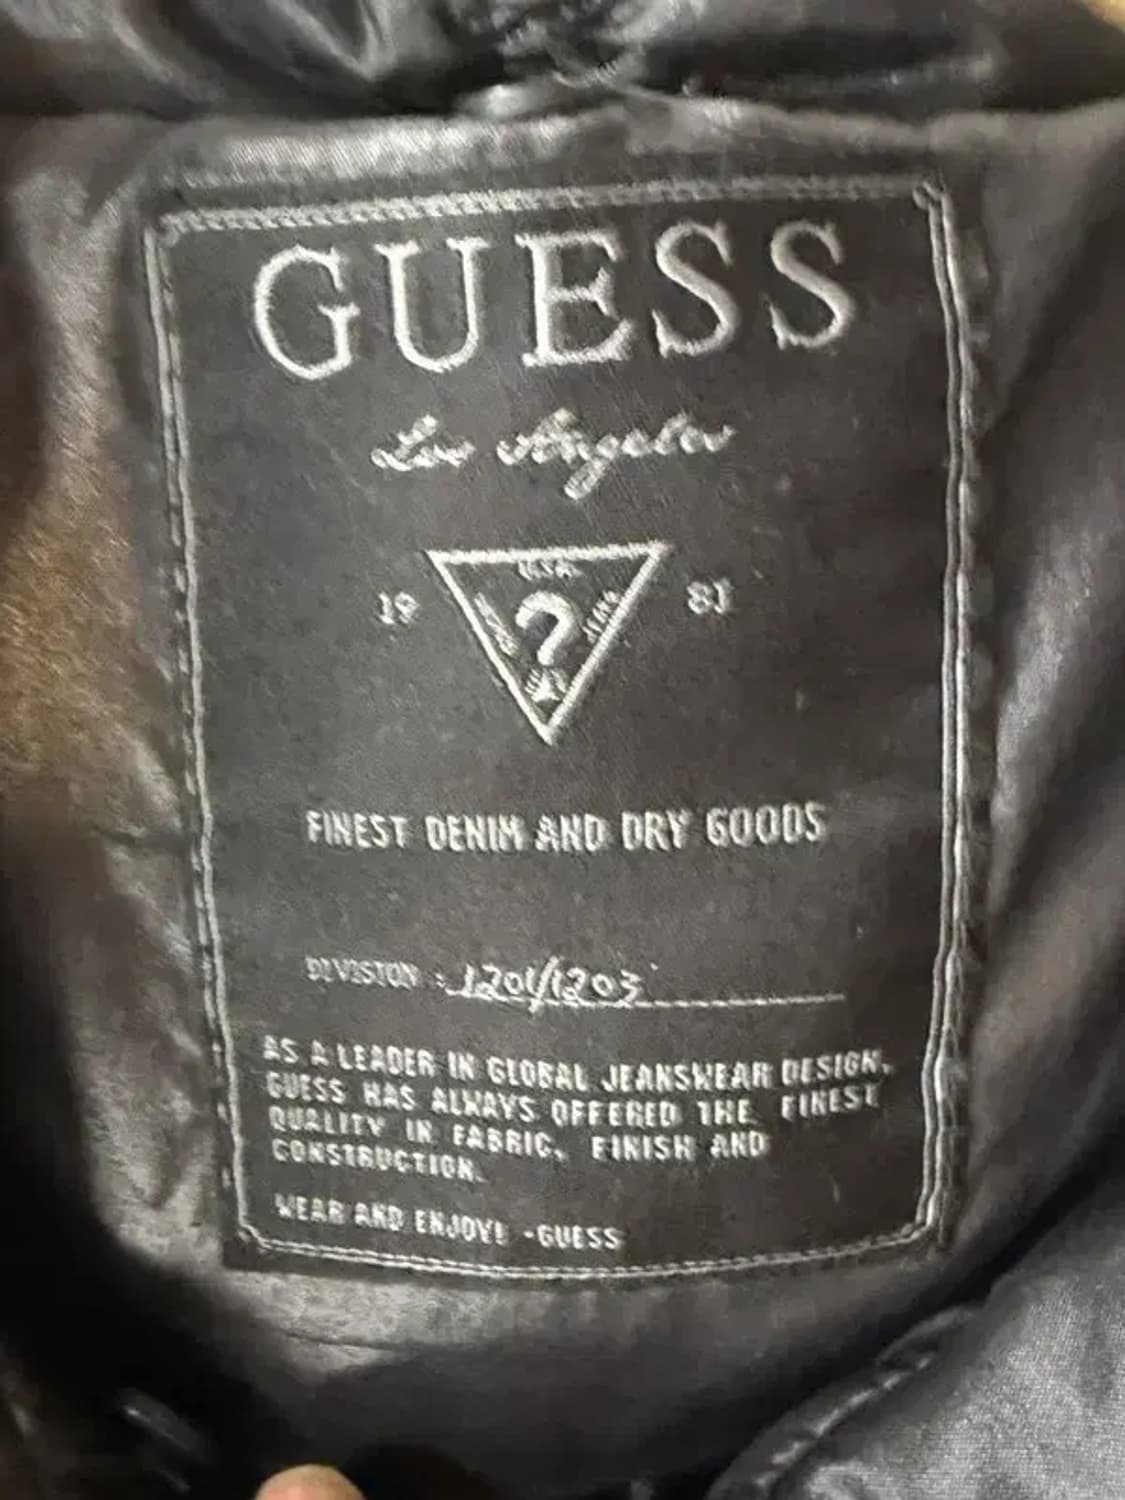 GUESS
Los Angeles
19 81
U.S.A.
?
FINEST DENIM AND DRY GOODS
DIVISION : 1201/1203
AS A LEADER IN GLOBAL JEANSWEAR DESIGN,
GUESS HAS ALWAYS OFFERED THE FINEST
QUALITY IN FABRIC, FINISH AND
CONSTRUCTION.
WEAR AND ENJOY! -GUESS